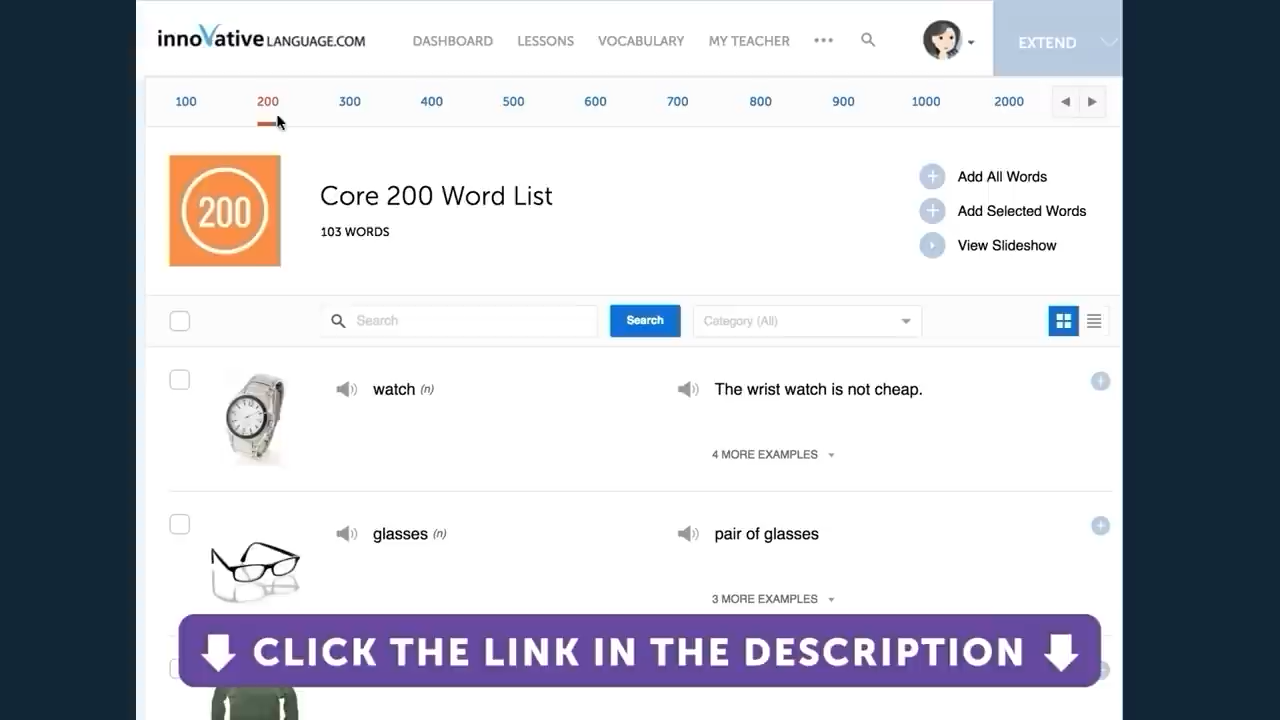 innoVative LANGUAGE.COM
DASHBOARD LESSONS VOCABULARY MY TEACHER ••• EXTEND
100 200 300 400 500 600 700 800 900 1000 2000
200
Core 200 Word List
103 WORDS
Add All Words
Add Selected Words
View Slideshow
Search Search Category (All)
watch (n) The wrist watch is not cheap.
4 MORE EXAMPLES
glasses (n) pair of glasses
3 MORE EXAMPLES
CLICK THE LINK IN THE DESCRIPTION